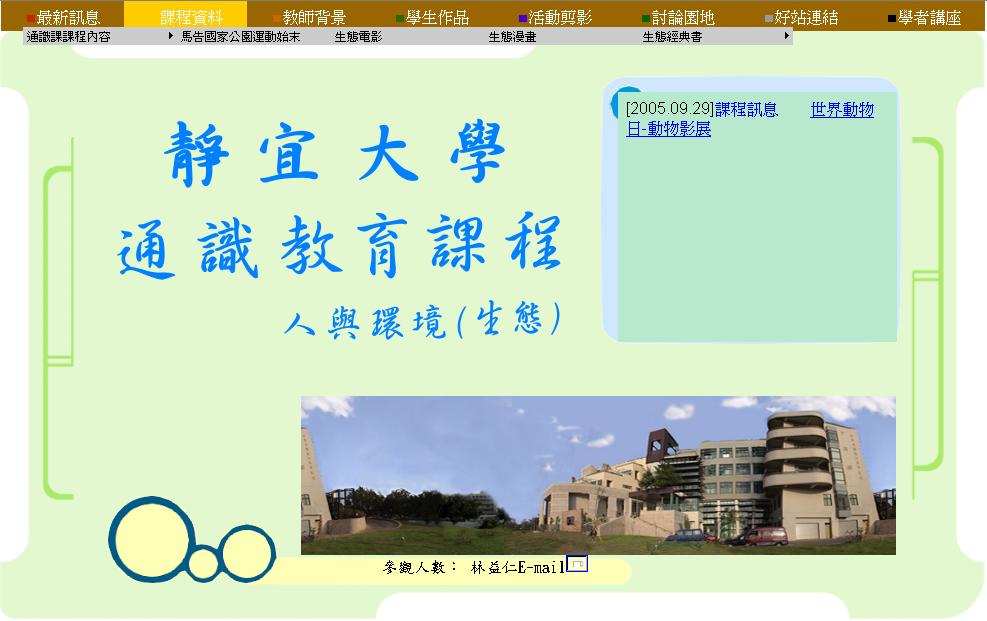 最新訊息 課程資料 教師背景 學生作品 活動剪影 討論園地 好站連結 學者講座
通識課課程內容 馬告國家公園運動始末 生態電影 生態漫畫 生態經典書
[2005.09.29]課程訊息 世界動物
日-動物影展
靜宜大學
通識教育課程
人與環境(生態)
參觀人數： 林益仁E-mail